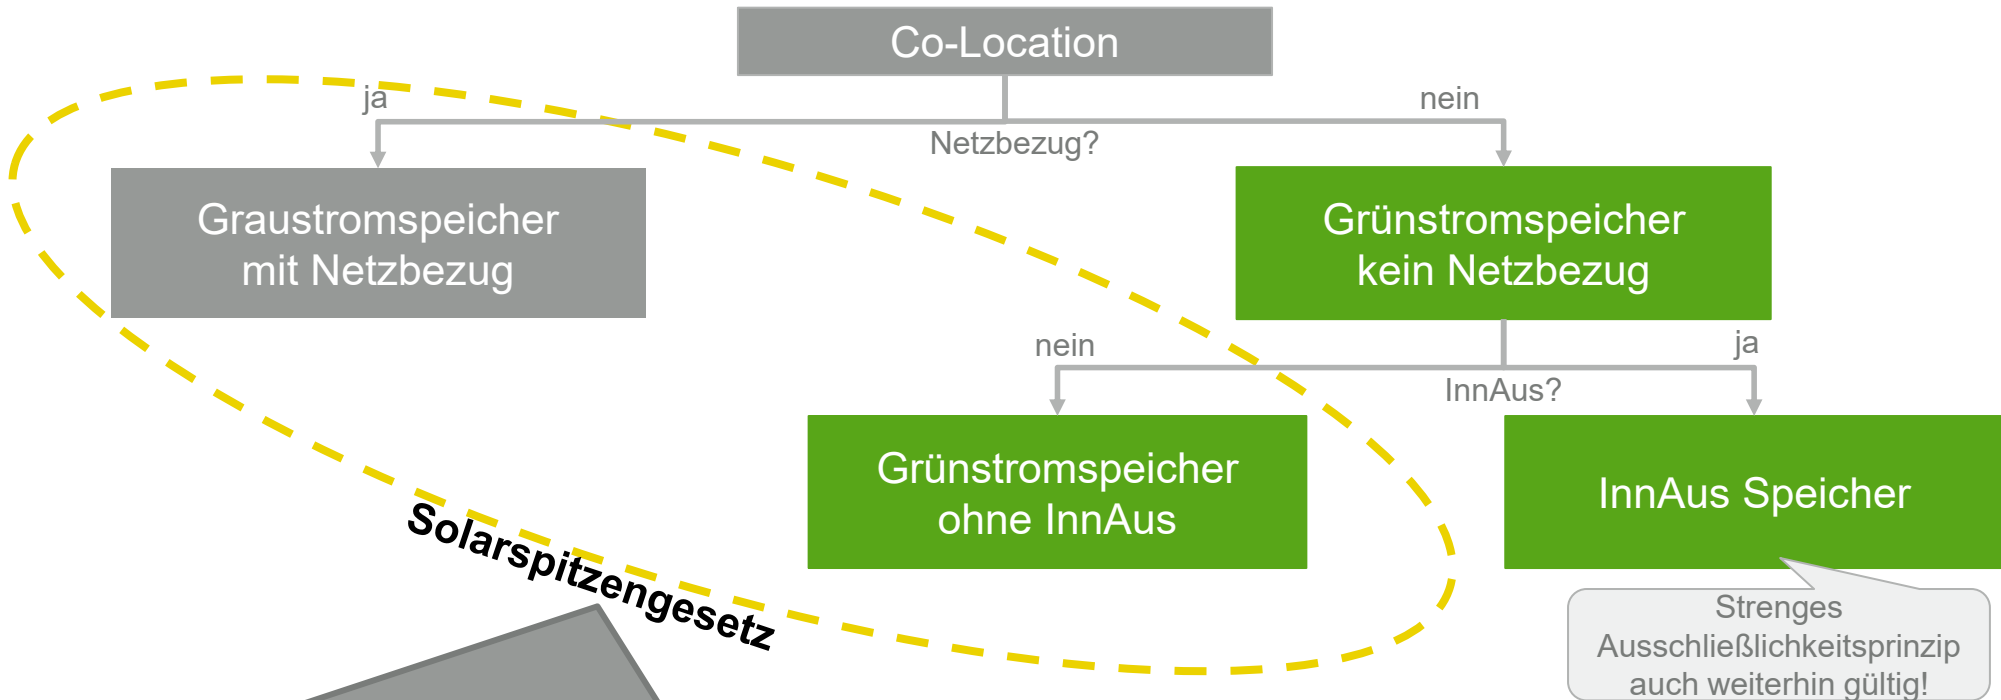 Co-Location
ja
nein
Netzbezug?
Graustromspeicher
mit Netzbezug
Grünstromspeicher
kein Netzbezug
nein
ja
InnAus?
Grünstromspeicher
ohne InnAus
InnAus Speicher
Solarspitzengesetz
Strenges
Ausschließlichkeitsprinzip
auch weiterhin gültig!